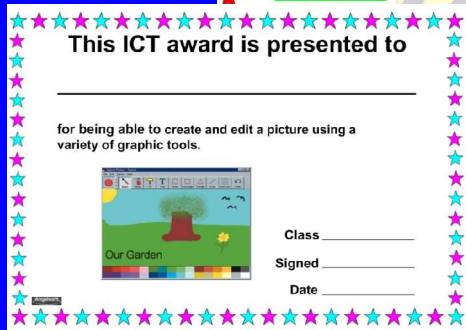 This ICT award is presented to
for being able to create and edit a picture using a
variety of graphic tools.
T
Our Garden
Class
Signed
Date